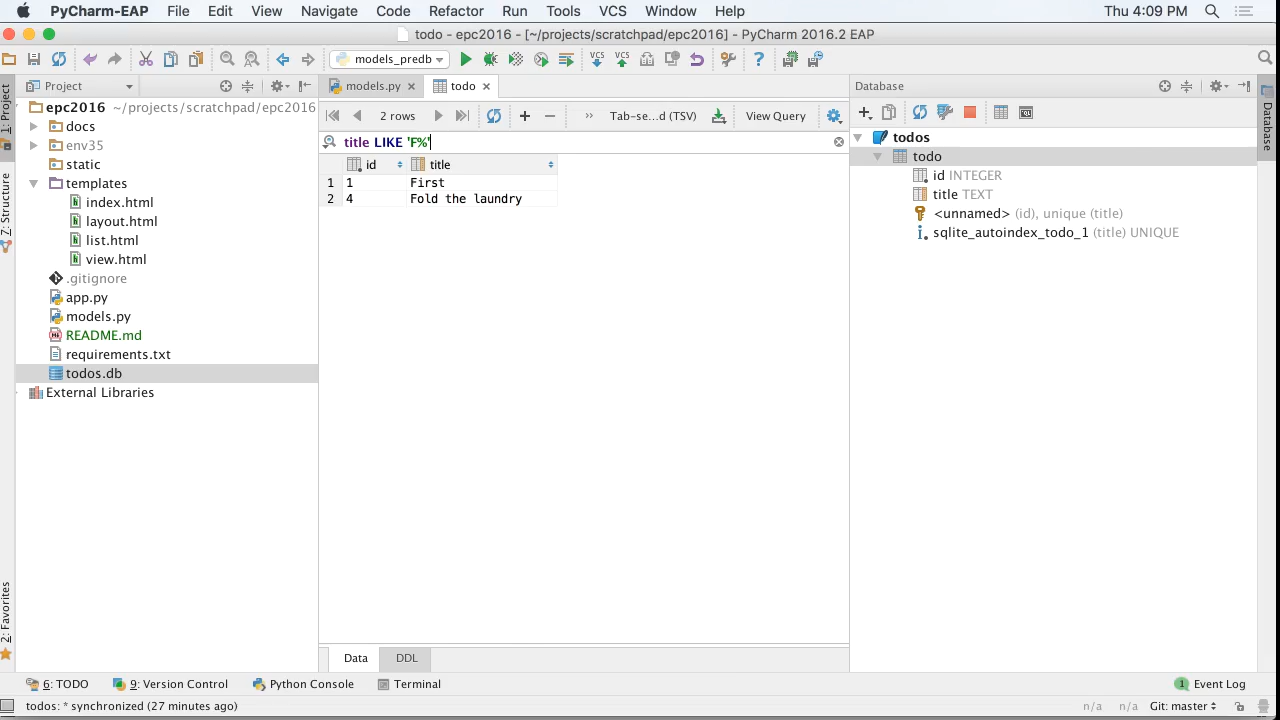 PyCharm-EAP File Edit View Navigate Code Refactor Run Tools VCS Window Help Thu 4:09 PM
todo - epc2016 - [~/projects/scratchpad/epc2016] - PyCharm 2016.2 EAP
models_predb VCS VCS
1: Project
Project
models.py
todo
Database
epc2016 ~/projects/scratchpad/epc2016
docs
env35
static
templates
index.html
layout.html
list.html
view.html
.gitignore
app.py
models.py
README.md
requirements.txt
todos.db
External Libraries
Z: Structure
2: Favorites
2 rows
Tab-se...d (TSV)
View Query
title LIKE 'F%'
id title
1 1 First
2 4 Fold the laundry
Data DDL
todos
todo
id INTEGER
title TEXT
<unnamed> (id), unique (title)
sqlite_autoindex_todo_1 (title) UNIQUE
Database
6: TODO 9: Version Control Python Console Terminal 1 Event Log
todos: * synchronized (27 minutes ago) n/a n/a Git: master